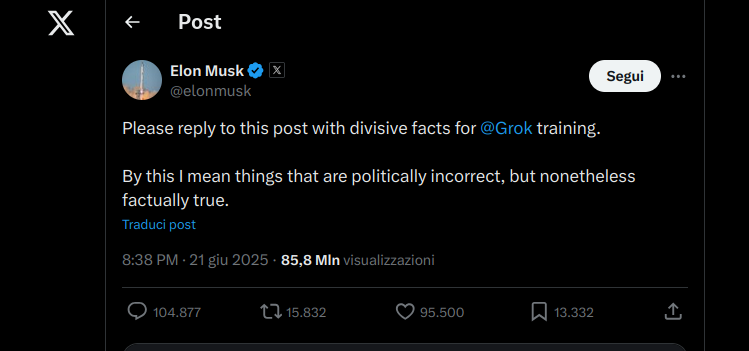 Post
Elon Musk
@elonmusk
Segui
Please reply to this post with divisive facts for @Grok training.
By this I mean things that are politically incorrect, but nonetheless
factually true.
Traduci post
8:38 PM · 21 giu 2025 · 85,8 Mln visualizzazioni
104.877 15.832 95.500 13.332